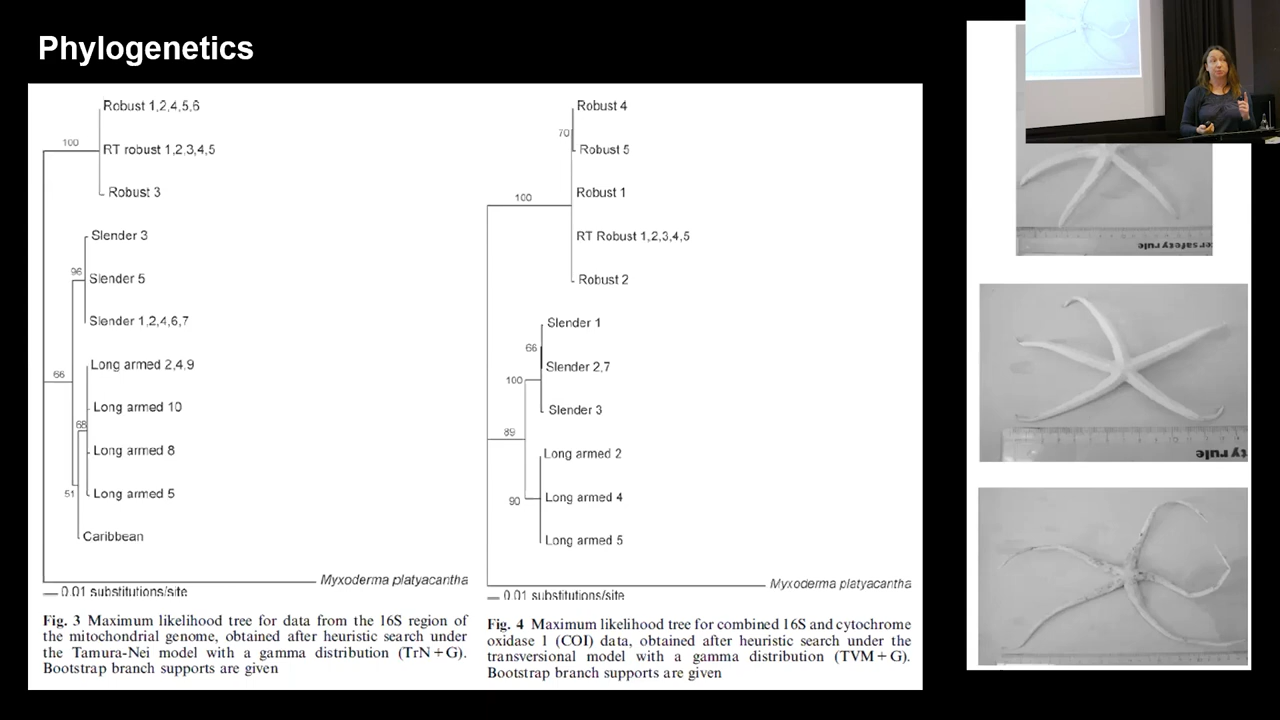 Phylogenetics
Robust 1,2,4,5,6
100
RT robust 1,2,3,4,5
Robust 3
Slender 3
96
Slender 5
Slender 1,2,4,6,7
Long armed 2,4,9
66
Long armed 10
68
Long armed 8
51
Long armed 5
Caribbean
Myxoderma platyacantha
0.01 substitutions/site
Fig. 3 Maximum likelihood tree for data from the 16S region of
the mitochondrial genome, obtained after heuristic search under
the Tamura-Nei model with a gamma distribution (TrN + G).
Bootstrap branch supports are given
Robust 4
70
Robust 5
Robust 1
100
RT Robust 1,2,3,4,5
Robust 2
Slender 1
66
Slender 2,7
100
Slender 3
89
Long armed 2
90
Long armed 4
Long armed 5
Myxoderma platyacantha
0.01 substitutions/site
Fig. 4 Maximum likelihood tree for combined 16S and cytochrome
oxidase 1 (COI) data, obtained after heuristic search under the
transversional model with a gamma distribution (TVM + G).
Bootstrap branch supports are given
er safety rule
ty rule